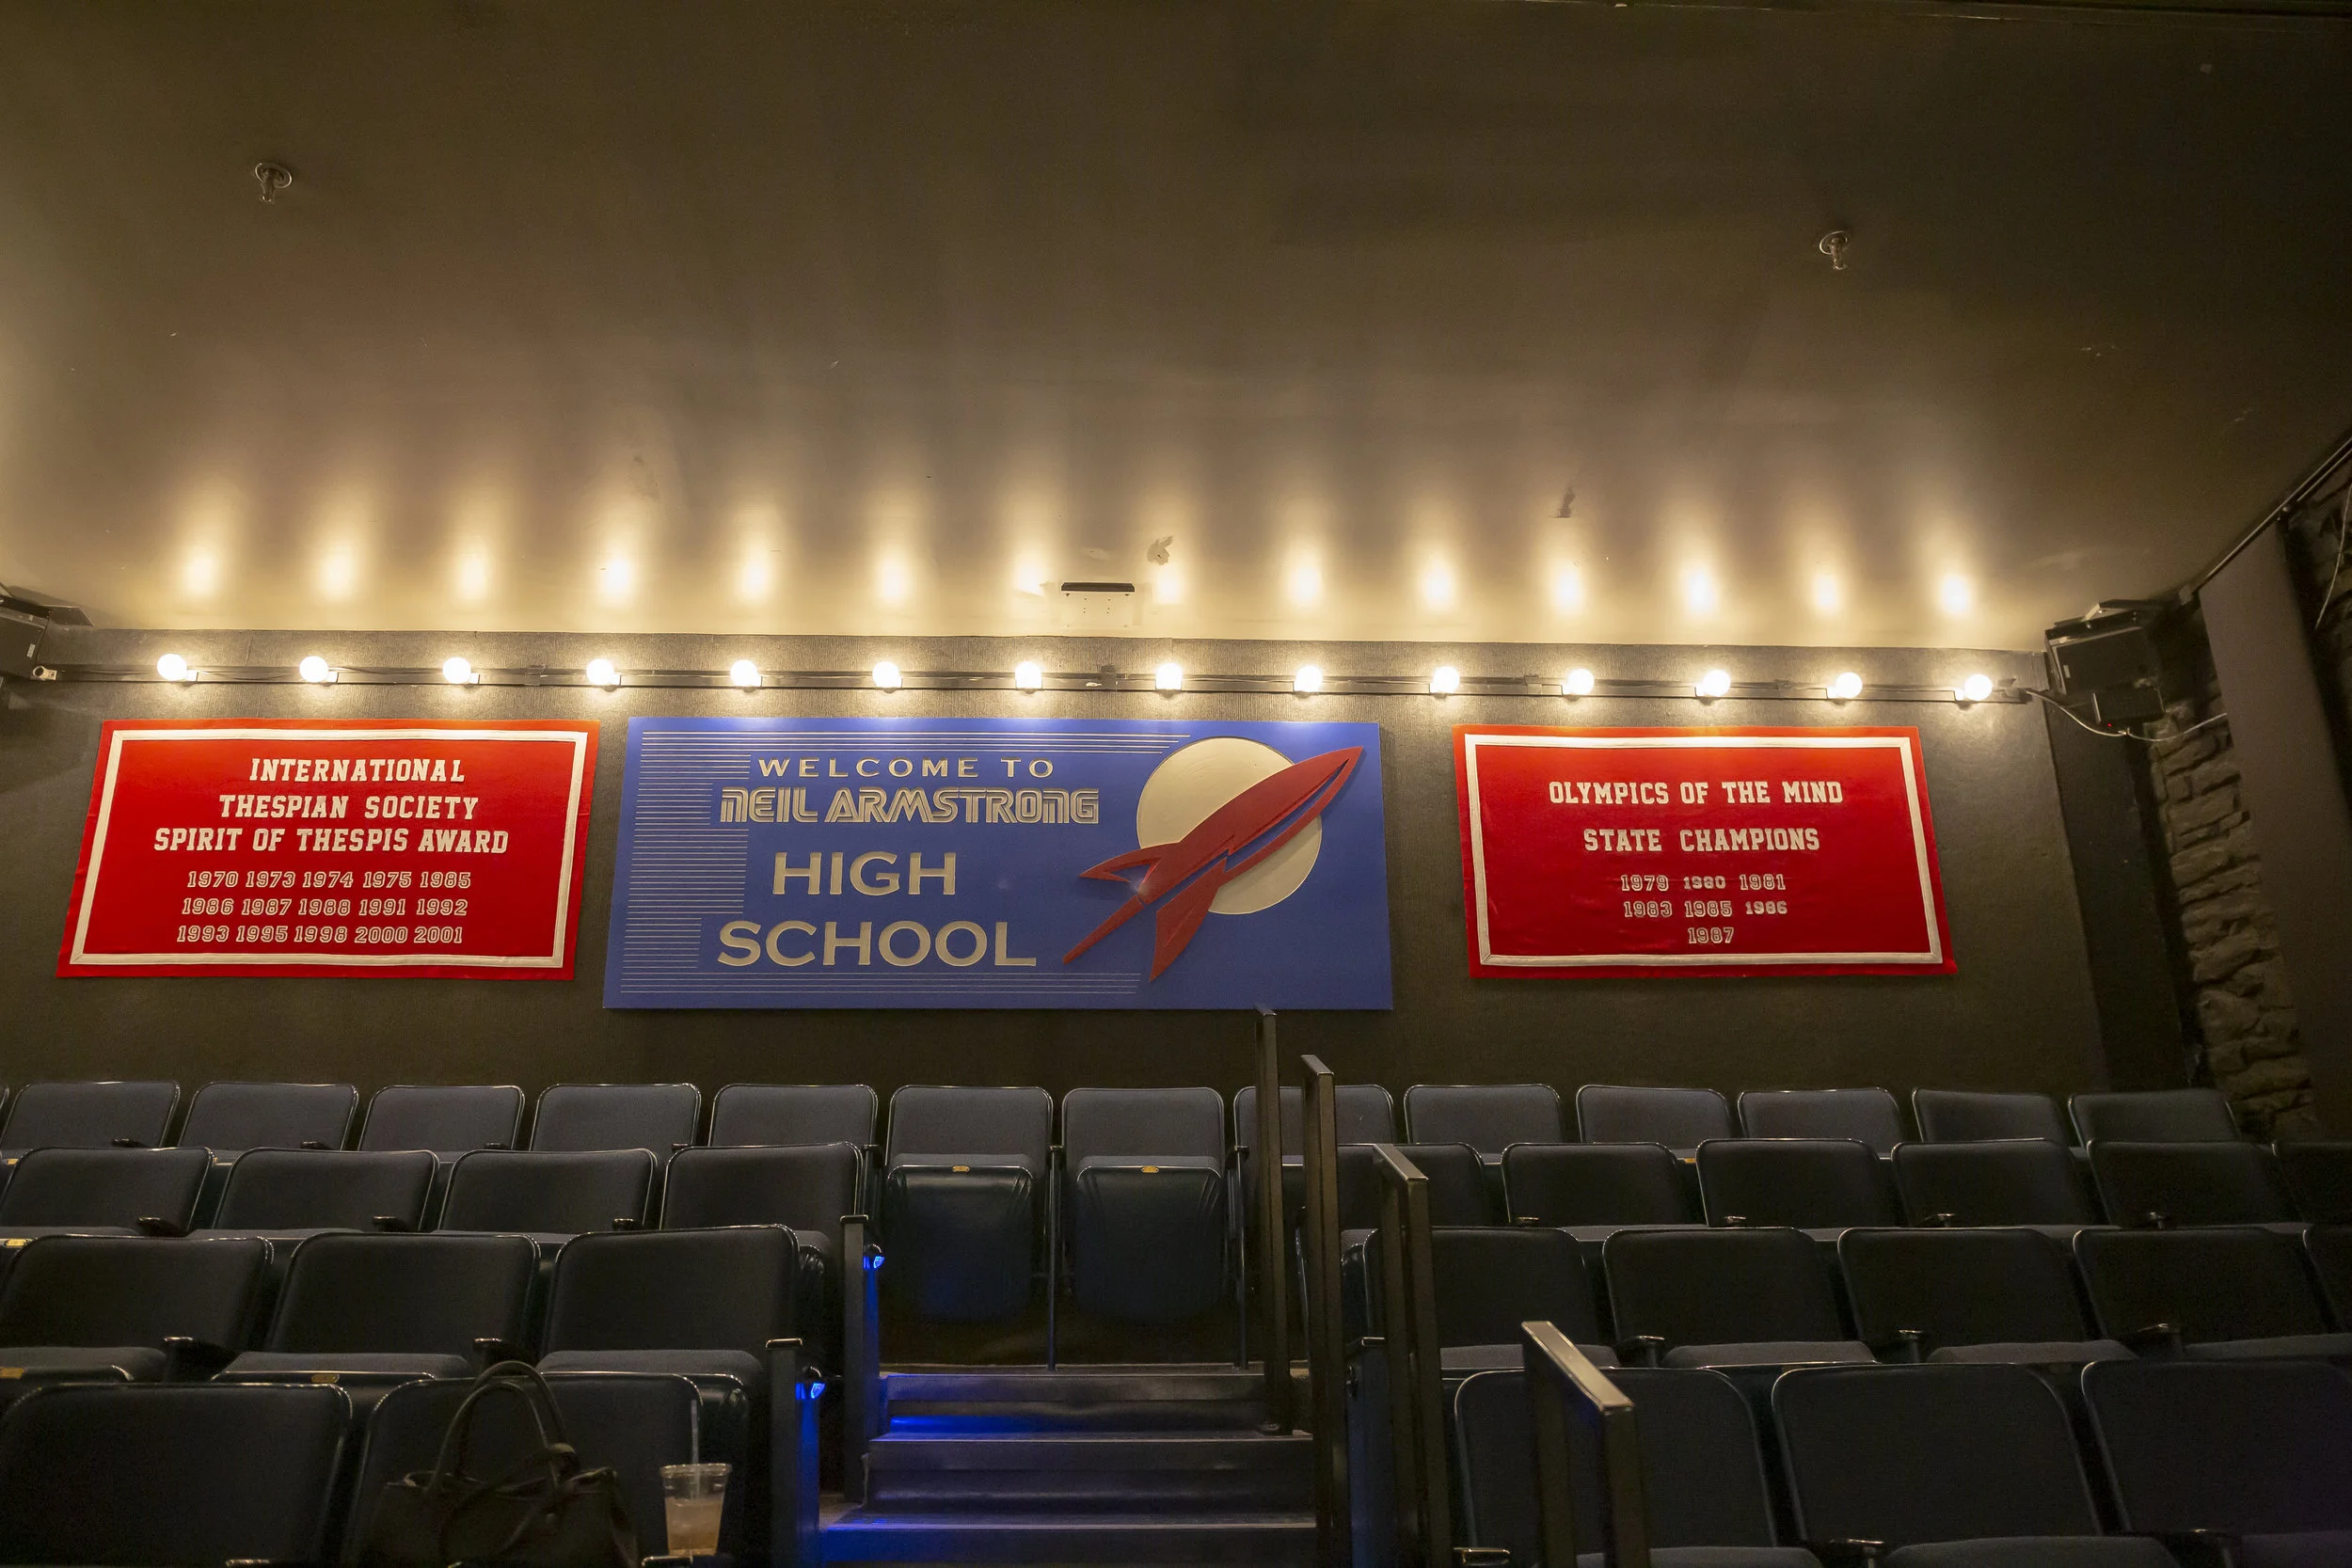 INTERNATIONAL
THESPIAN SOCIETY
SPIRIT OF THESPIS AWARD
1970 1973 1974 1975 1985
1986 1987 1988 1991 1992
1993 1995 1998 2000 2001
WELCOME TO
NEIL ARMSTRONG
HIGH
SCHOOL
OLYMPICS OF THE MIND
STATE CHAMPIONS
1979 1980 1981
1983 1985 1986
1987